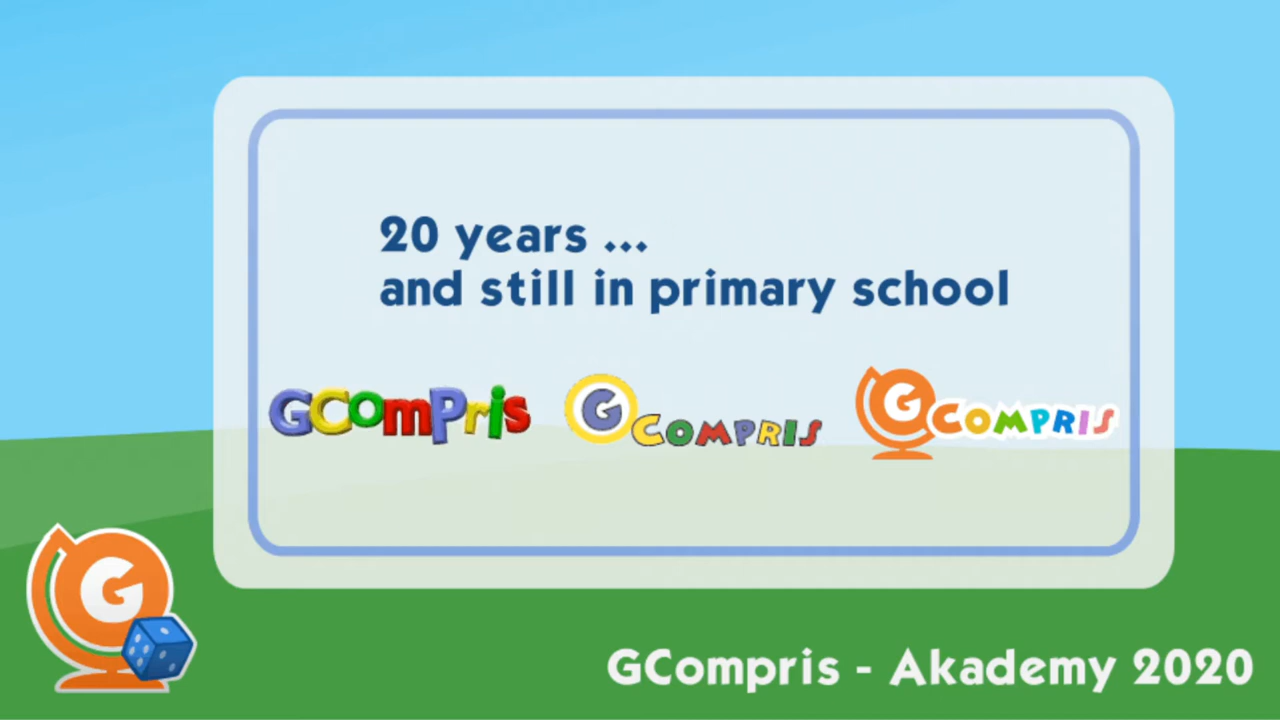 20 years ...
and still in primary school
GComPris
GCOMPRIS
GCOMPRIS
G
GCompris - Akademy 2020